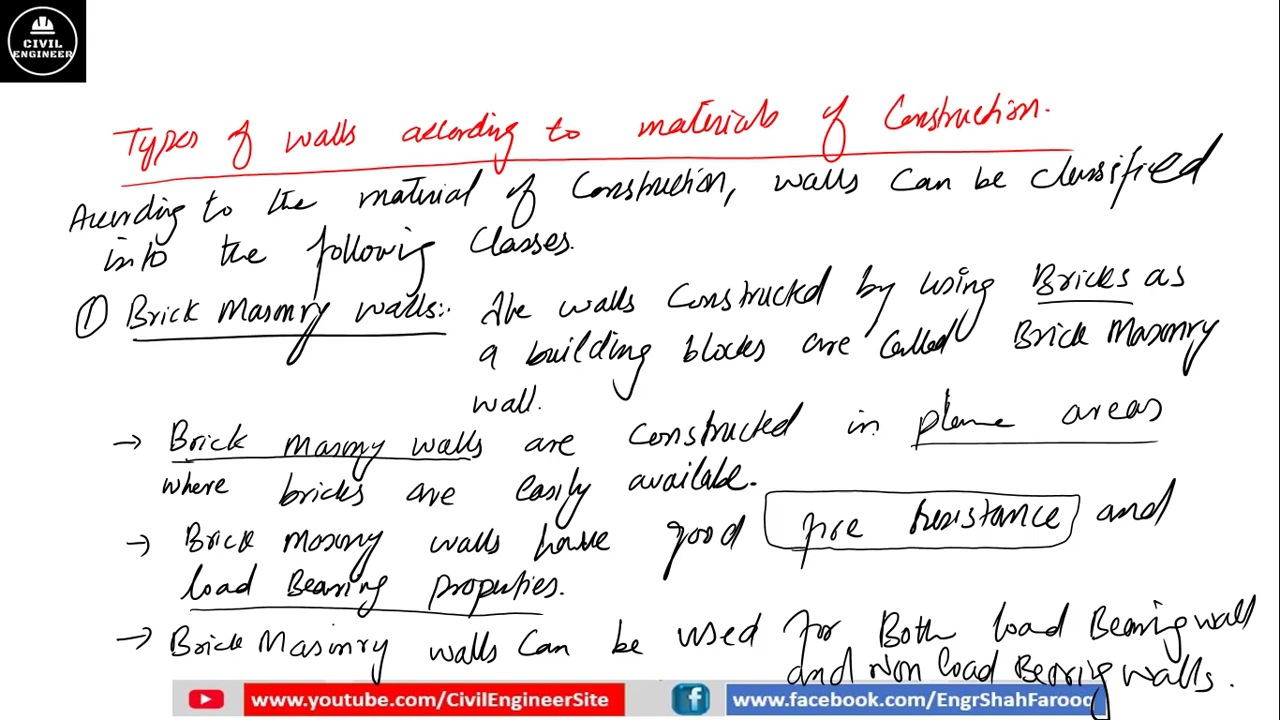 CIVIL
ENGINEER
Types of walls according to materials of Construction.
According to the material of Construction, walls can be classified
into the following classes.
① Brick Masonry walls:- The walls constructed by using Bricks as
a building blocks are called Brick Masonry
wall.
→ Brick masonry walls are constructed in plane areas
where bricks are easily available.
→ Brick masonry walls have good fire resistance and
load Bearing properties.
→ Brick Masonry walls can be used for Both load Bearing wall
and Non load Bearing walls.
www.youtube.com/CivilEngineerSite
www.facebook.com/EngrShahFarooq